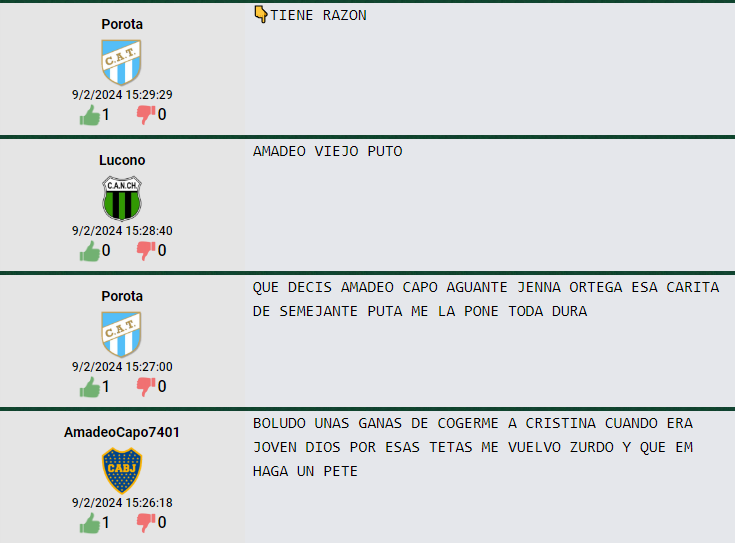 Porota
👇TIENE RAZON
C.A.T.
9/2/2024 15:29:29
1 0
Lucono
AMADEO VIEJO PUTO
C.A.N.CH.
9/2/2024 15:28:40
0 0
Porota
QUE DECIS AMADEO CAPO AGUANTE JENNA ORTEGA ESA CARITA
DE SEMEJANTE PUTA ME LA PONE TODA DURA
C.A.T.
9/2/2024 15:27:00
1 0
AmadeoCapo7401
BOLUDO UNAS GANAS DE COGERME A CRISTINA CUANDO ERA
JOVEN DIOS POR ESAS TETAS ME VUELVO ZURDO Y QUE EM
HAGA UN PETE
CABJ
9/2/2024 15:26:18
1 0